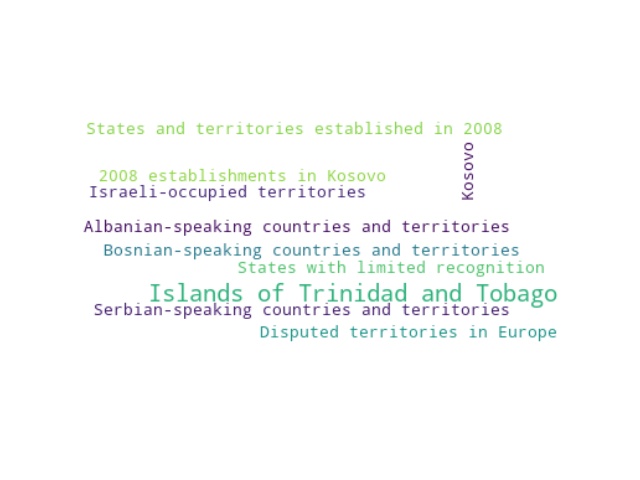 States and territories established in 2008
Kosovo
2008 establishments in Kosovo
Israeli-occupied territories
Albanian-speaking countries and territories
Bosnian-speaking countries and territories
States with limited recognition
Islands of Trinidad and Tobago
Serbian-speaking countries and territories
Disputed territories in Europe